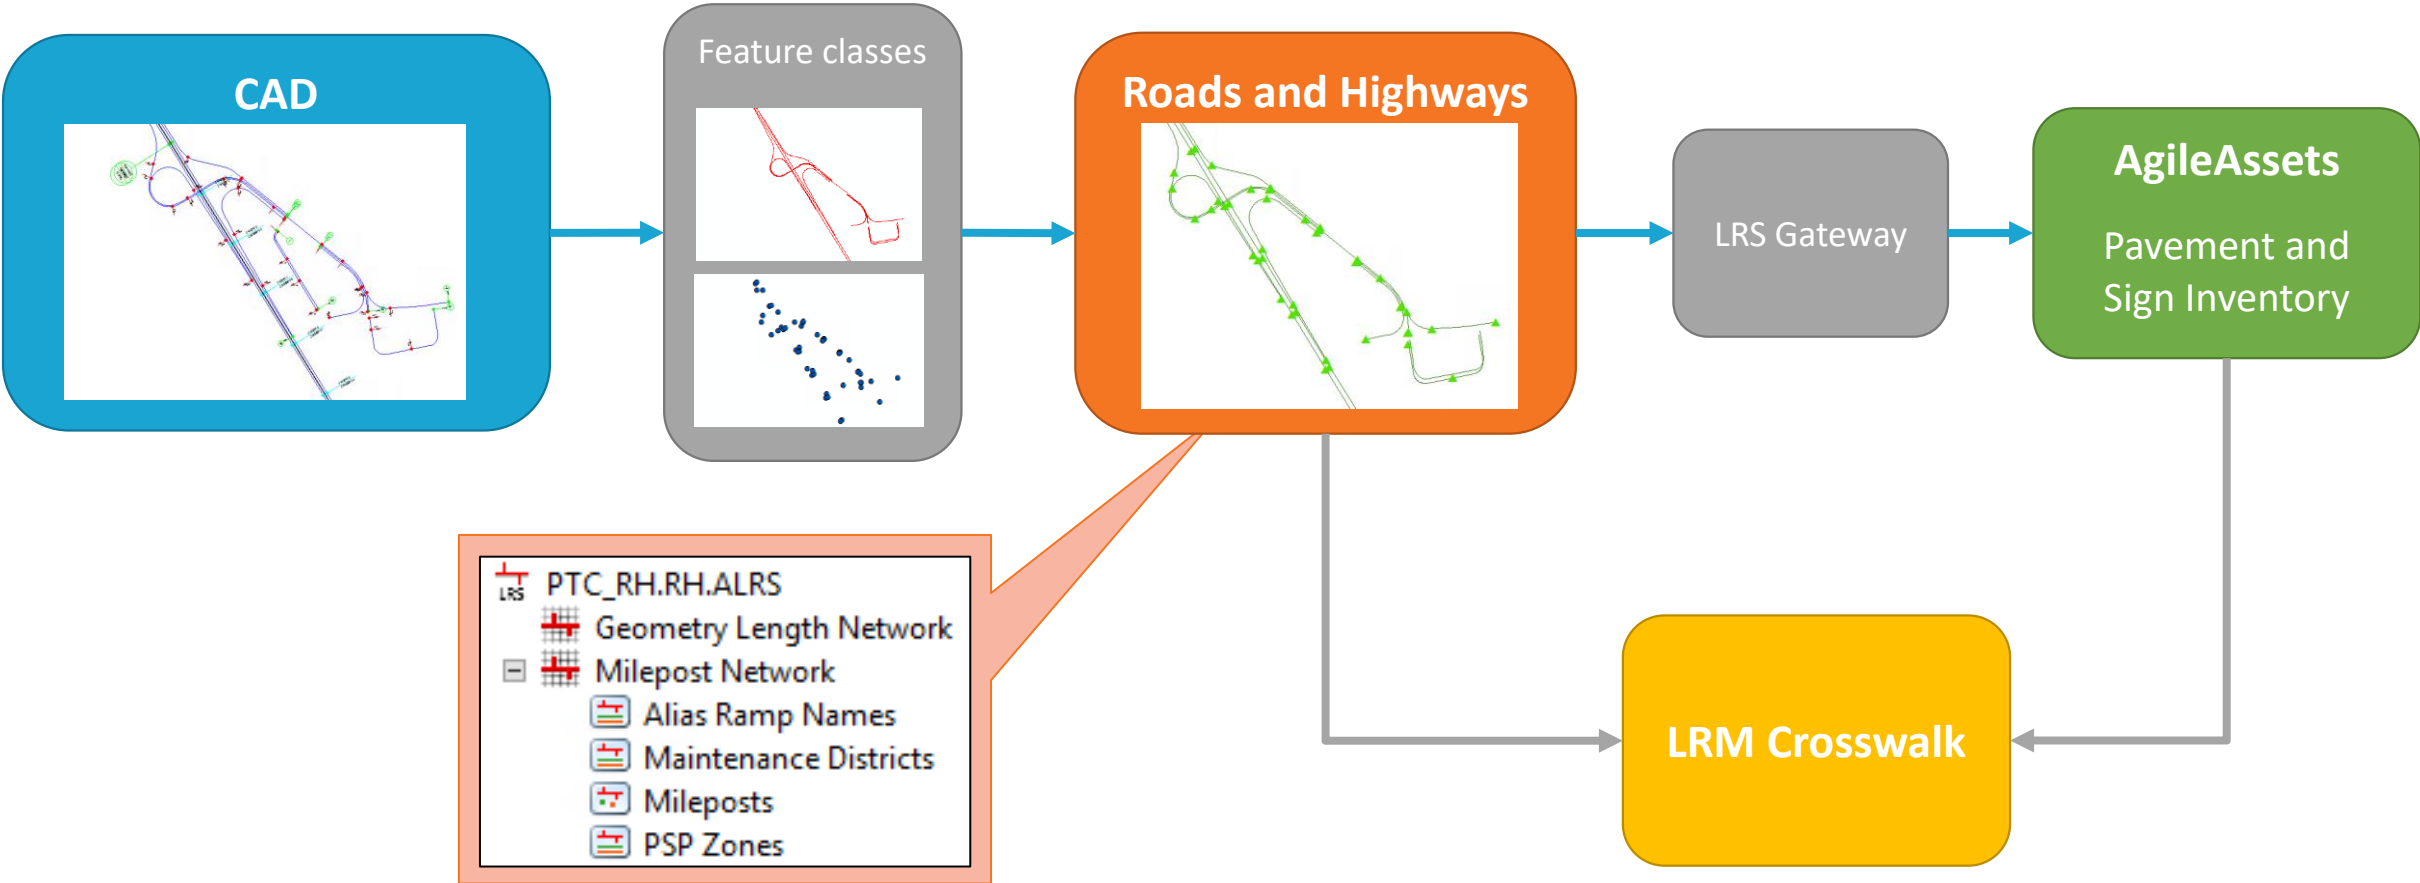 CAD
Feature classes
Roads and Highways
LRS Gateway
AgileAssets
Pavement and
Sign Inventory
LRS
PTC_RH.RH.ALRS
Geometry Length Network
Milepost Network
Alias Ramp Names
Maintenance Districts
Mileposts
PSP Zones
LRM Crosswalk